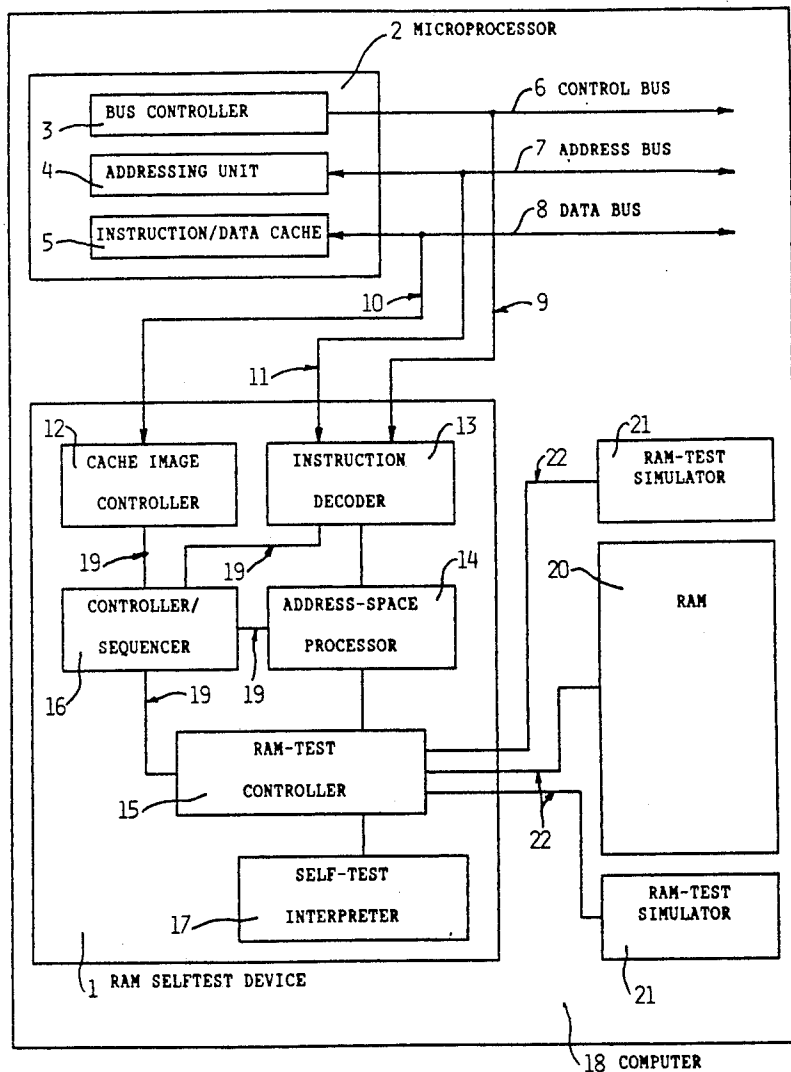 2 MICROPROCESSOR
BUS CONTROLLER
3
6 CONTROL BUS
ADDRESSING UNIT
4
7 ADDRESS BUS
INSTRUCTION/DATA CACHE
5
8 DATA BUS
10
9
11
12
CACHE IMAGE
CONTROLLER
13
INSTRUCTION
DECODER
21
RAM-TEST
SIMULATOR
22
19
19
20
RAM
14
CONTROLLER/
SEQUENCER
16
ADDRESS-SPACE
PROCESSOR
19
19
RAM-TEST
CONTROLLER
15
22
SELF-TEST
INTERPRETER
17
RAM-TEST
SIMULATOR
21
1 RAM SELFTEST DEVICE
18 COMPUTER